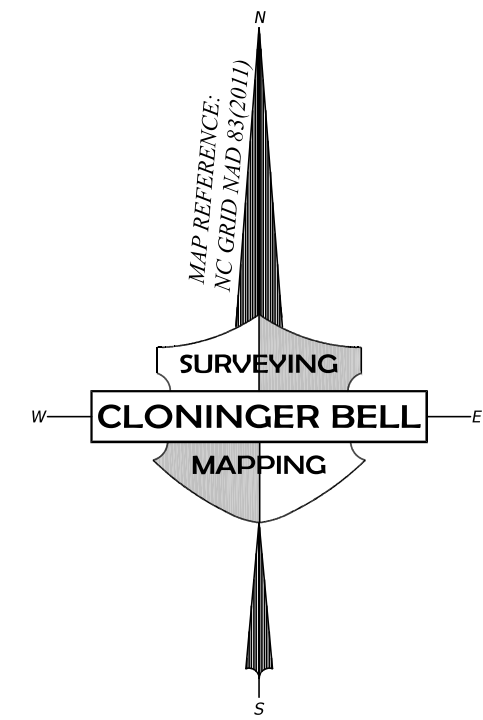 N
MAP REFERENCE:
NC GRID NAD 83(2011)
SURVEYING
W CLONINGER BELL E
MAPPING
S